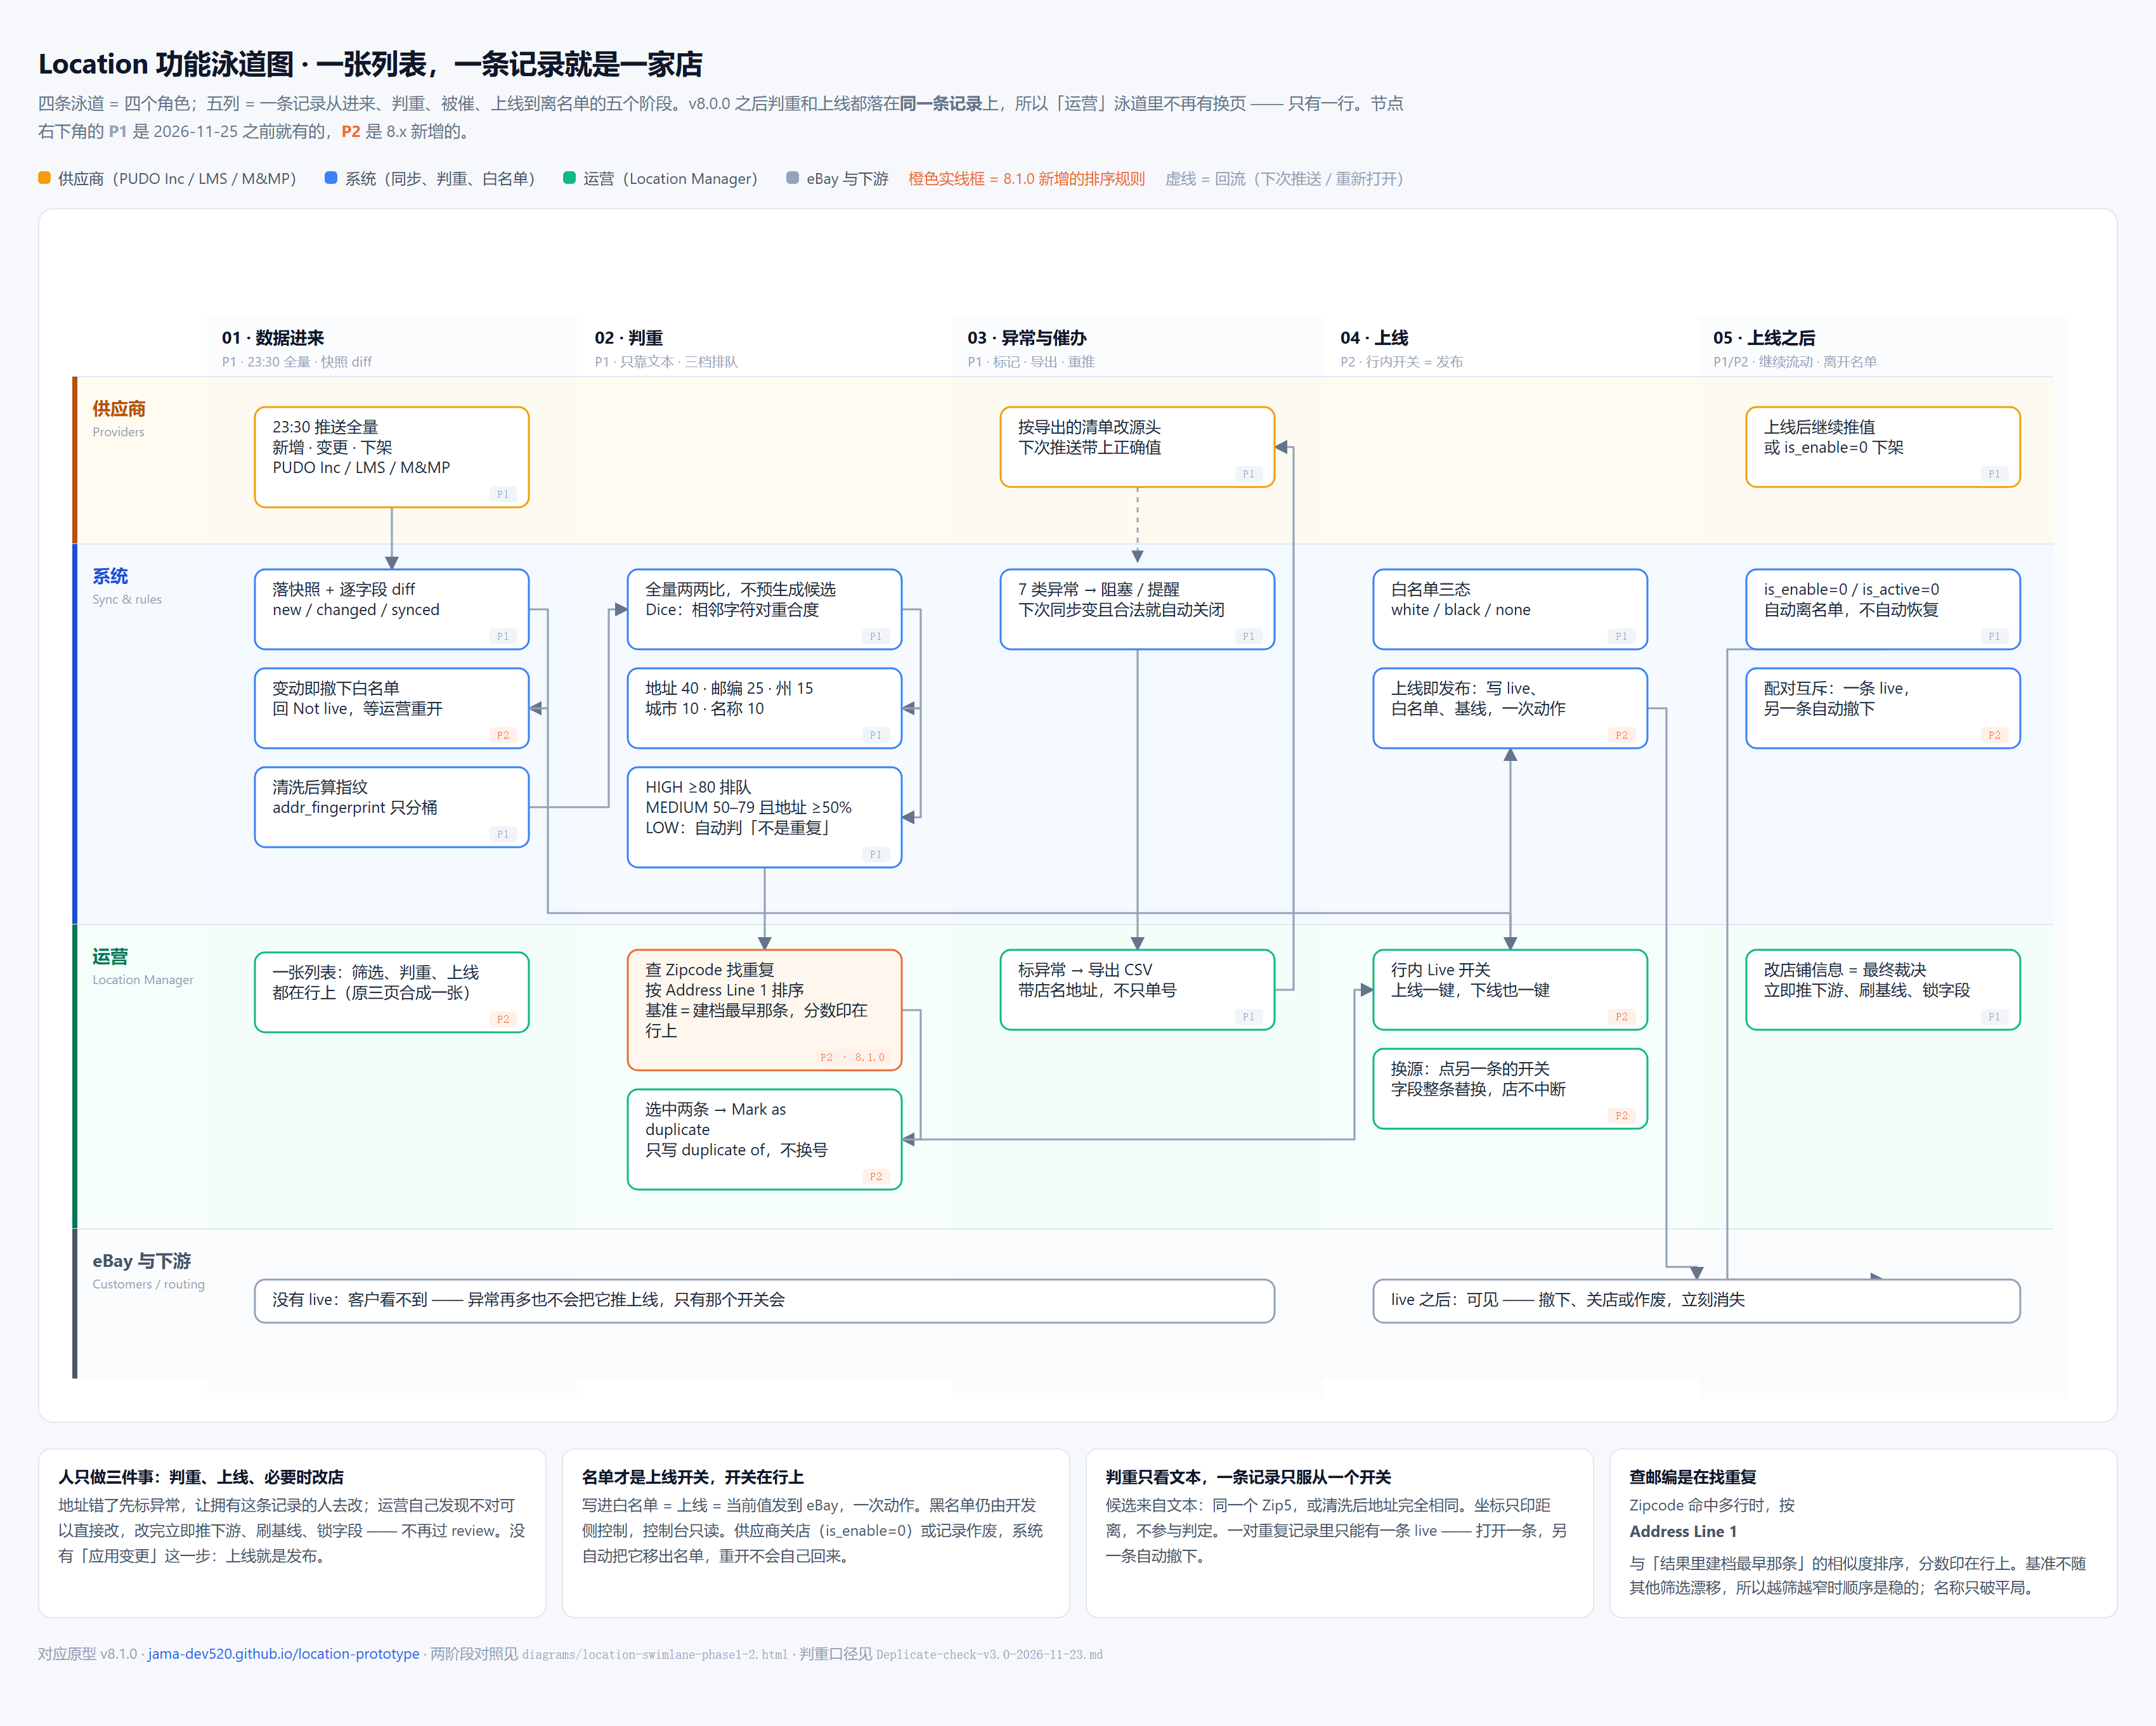 Location 功能泳道图 · 一张列表，一条记录就是一家店
四条泳道 = 四个角色；五列 = 一条记录从进来、判重、被催、上线到离名单的五个阶段。v8.0.0 之后判重和上线都落在同一条记录上，所以「运营」泳道里不再有换页 —— 只有一行。节点
右下角的 P1 是 2026-11-25 之前就有的，P2 是 8.x 新增的。
供应商（PUDO Inc / LMS / M&MP）
系统（同步、判重、白名单）
运营（Location Manager）
eBay 与下游
橙色实线框 = 8.1.0 新增的排序规则
虚线 = 回流（下次推送 / 重新打开）
01 · 数据进来
P1 · 23:30 全量 · 快照 diff
02 · 判重
P1 · 只靠文本 · 三档排队
03 · 异常与催办
P1 · 标记 · 导出 · 重推
04 · 上线
P2 · 行内开关 = 发布
05 · 上线之后
P1/P2 · 继续流动 · 离开名单
供应商
Providers
23:30 推送全量
新增 · 变更 · 下架
PUDO Inc / LMS / M&MP
P1
按导出的清单改源头
下次推送带上正确值
P1
上线后继续推值
或 is_enable=0 下架
P1
系统
Sync & rules
落快照 + 逐字段 diff
new / changed / synced
P1
全量两两比，不预生成候选
Dice：相邻字符对重合度
P1
7 类异常 → 阻塞 / 提醒
下次同步变且合法就自动关闭
P1
白名单三态
white / black / none
P1
is_enable=0 / is_active=0
自动离名单，不自动恢复
P1
变动即撤下白名单
回 Not live，等运营重开
P2
地址 40 · 邮编 25 · 州 15
城市 10 · 名称 10
P1
上线即发布：写 live、
白名单、基线，一次动作
P2
配对互斥：一条 live，
另一条自动撤下
P2
清洗后算指纹
addr_fingerprint 只分桶
P1
HIGH ≥80 排队
MEDIUM 50–79 且地址 ≥50%
LOW：自动判「不是重复」
P1
运营
Location Manager
一张列表：筛选、判重、上线
都在行上（原三页合成一张）
P2
查 Zipcode 找重复
按 Address Line 1 排序
基准 = 建档最早那条，分数印在
行上
P2 · 8.1.0
标异常 → 导出 CSV
带店名地址，不只单号
P1
行内 Live 开关
上线一键，下线也一键
P2
改店铺信息 = 最终裁决
立即推下游、刷基线、锁字段
P1
选中两条 → Mark as
duplicate
只写 duplicate of，不换号
P2
换源：点另一条的开关
字段整条替换，店不中断
P2
eBay 与下游
Customers / routing
没有 live：客户看不到 —— 异常再多也不会把它推上线，只有那个开关会
live 之后：可见 —— 撤下、关店或作废，立刻消失
人只做三件事：判重、上线、必要时改店
地址错了先标异常，让拥有这条记录的人去改；运营自己发现不对可
以直接改，改完立即推下游、刷基线、锁字段 —— 不再过 review。没
有「应用变更」这一步：上线就是发布。
名单才是上线开关，开关在行上
写进白名单 = 上线 = 当前值发到 eBay，一次动作。黑名单仍由开发
侧控制，控制台只读。供应商关店（is_enable=0）或记录作废，系统
自动把它移出名单，重开不会自己回来。
判重只看文本，一条记录只服从一个开关
候选来自文本：同一个 Zip5，或清洗后地址完全相同。坐标只印距
离，不参与判定。一对重复记录里只能有一条 live —— 打开一条，另
一条自动撤下。
查邮编是在找重复
Zipcode 命中多行时，按
Address Line 1
与「结果里建档最早那条」的相似度排序，分数印在行上。基准不随
其他筛选漂移，所以越筛越窄时顺序是稳的；名称只破平局。
对应原型 v8.1.0 · jama-dev520.github.io/location-prototype · 两阶段对照见 diagrams/location-swimlane-phase1-2.html · 判重口径见 Deplicate-check-v3.0-2026-11-23.md